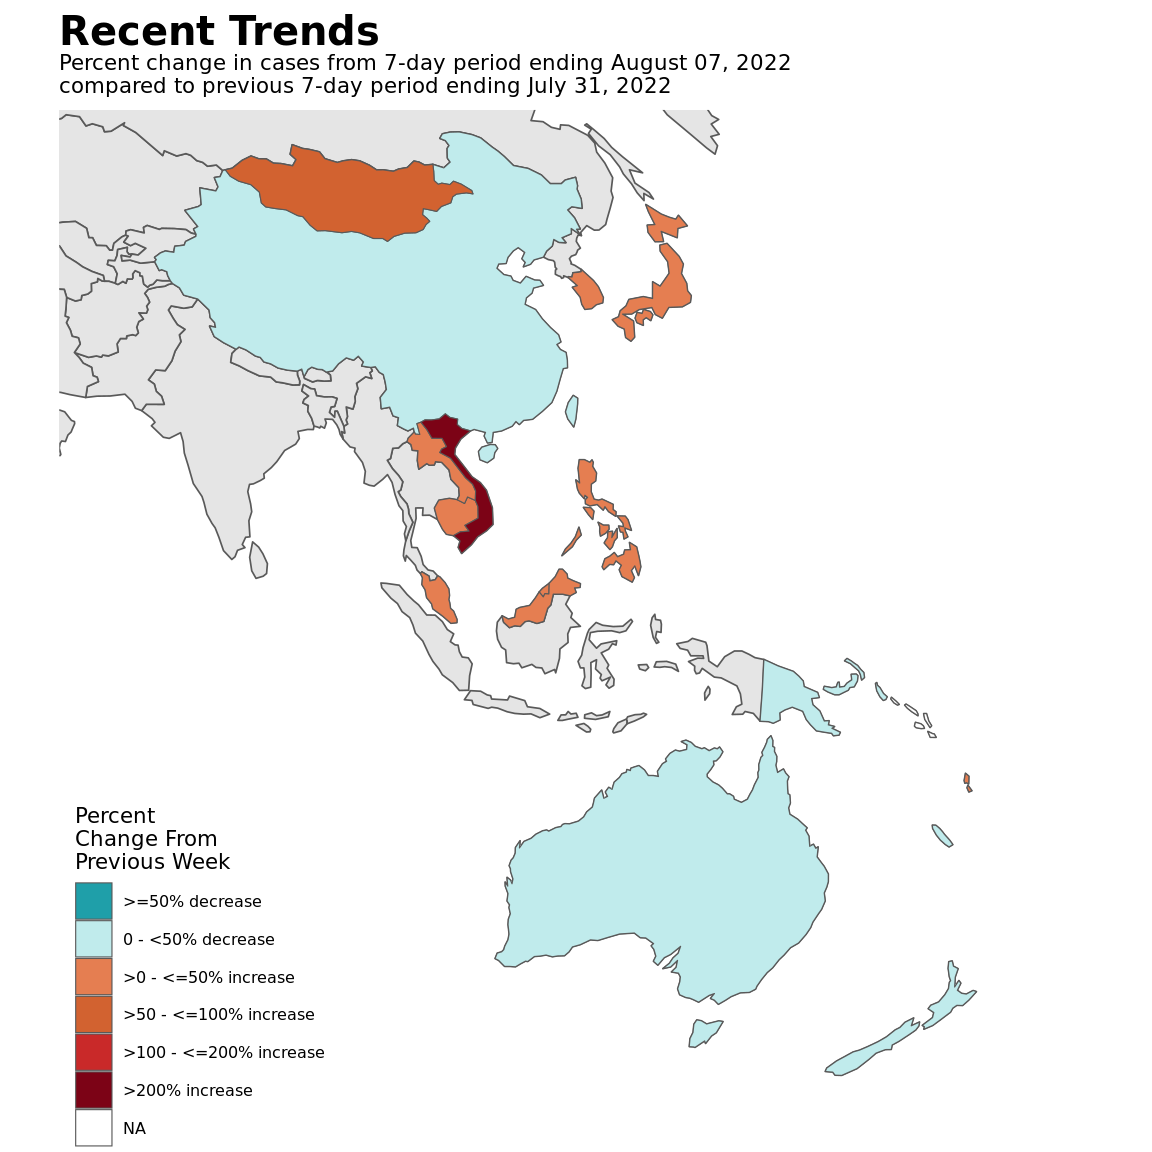 Recent Trends
Percent change in cases from 7-day period ending August 07, 2022
compared to previous 7-day period ending July 31, 2022
Percent
Change From
Previous Week
>=50% decrease
0 - <50% decrease
>0 - <=50% increase
>50 - <=100% increase
>100 - <=200% increase
>200% increase
NA